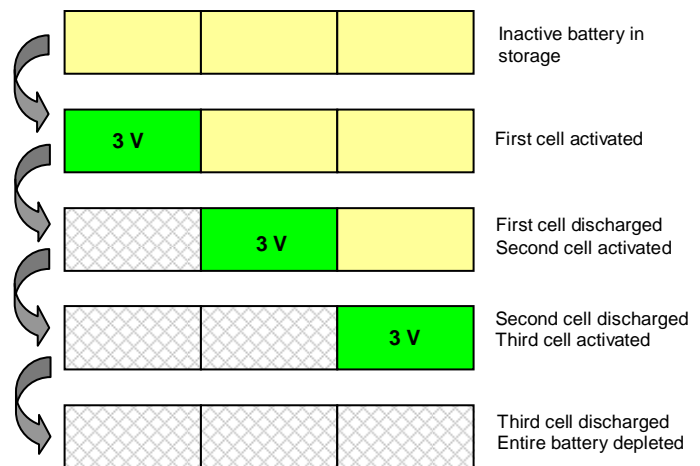 Inactive battery in
storage
3 V
First cell activated
3 V
First cell discharged
Second cell activated
3 V
Second cell discharged
Third cell activated
Third cell discharged
Entire battery depleted